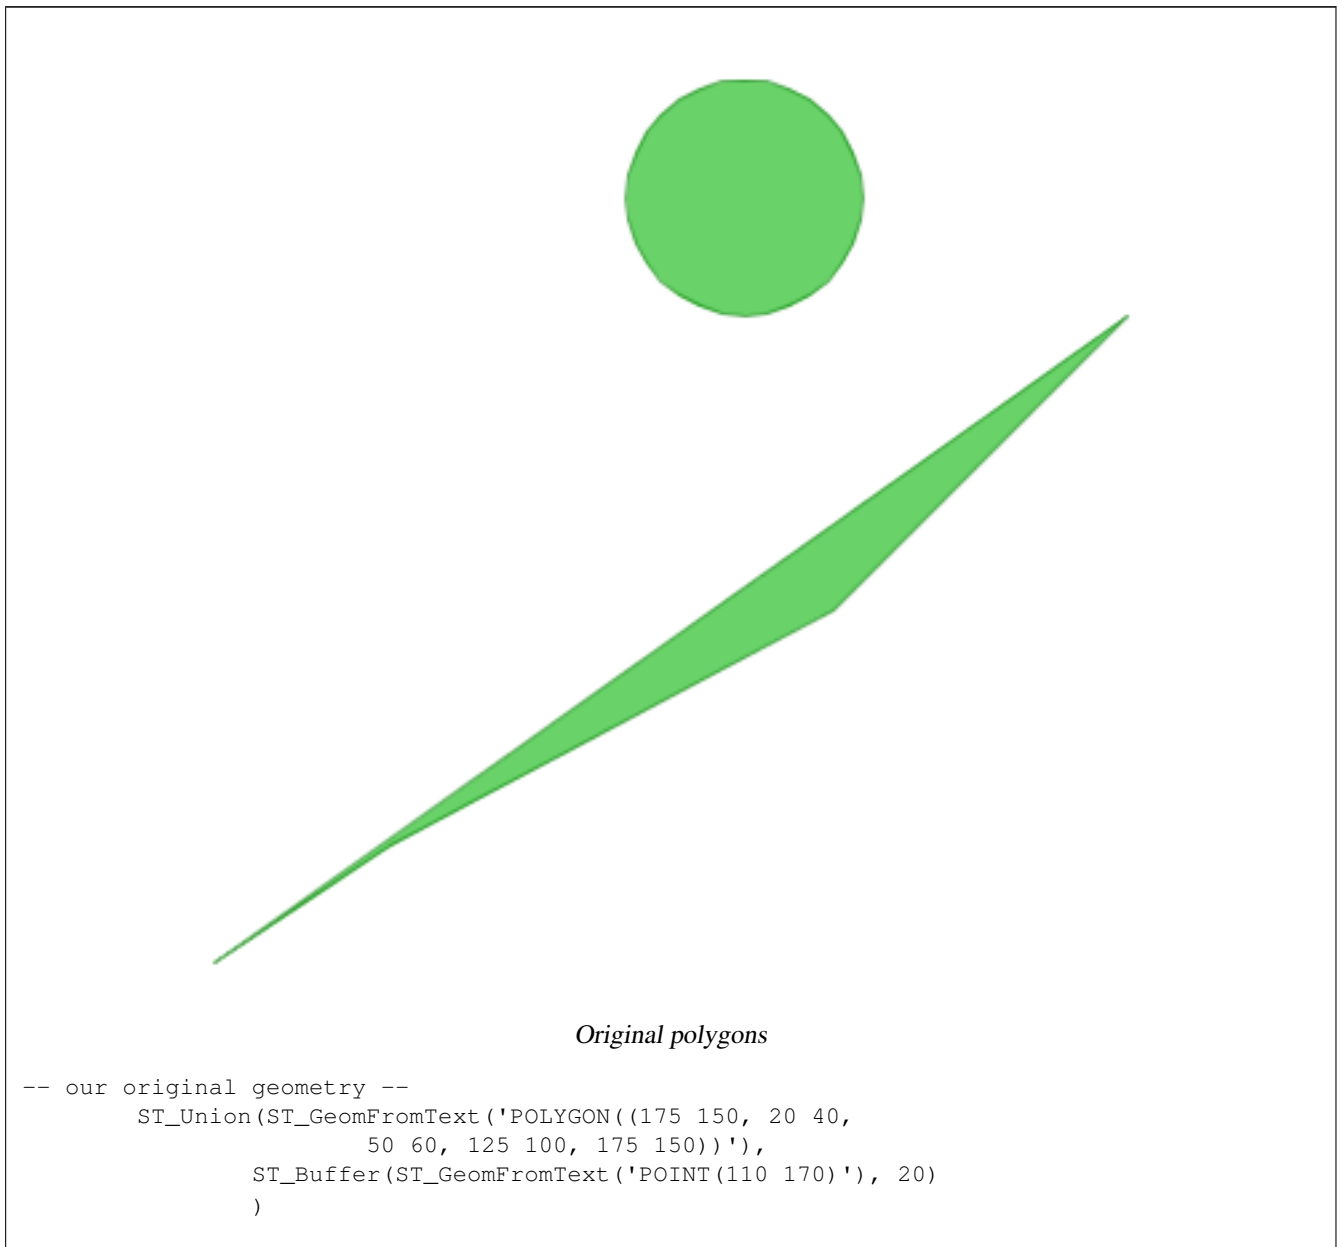 Original polygons
-- our original geometry --
ST_Union(ST_GeomFromText('POLYGON((175 150, 20 40,
50 60, 125 100, 175 150))'),
ST_Buffer(ST_GeomFromText('POINT(110 170)'), 20)
)